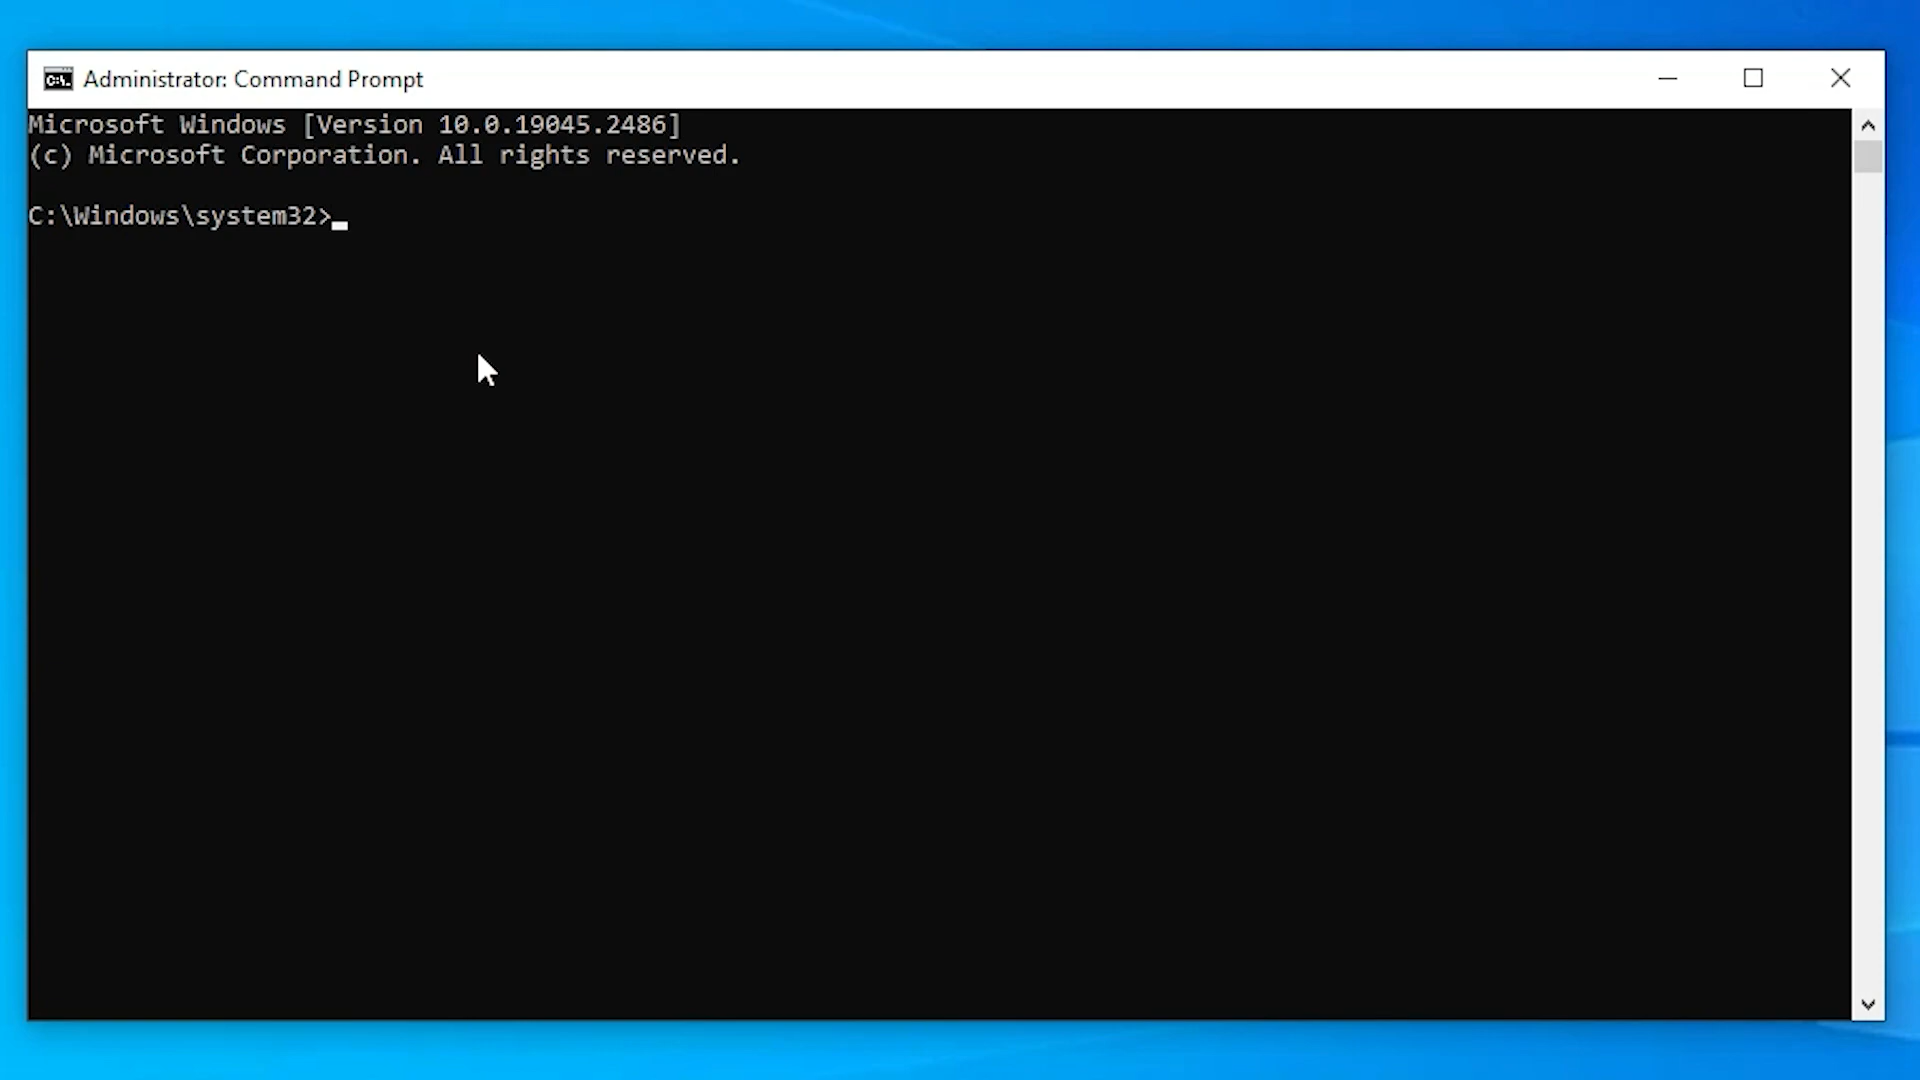 Administrator: Command Prompt
Microsoft Windows [Version 10.0.19045.2486]
(c) Microsoft Corporation. All rights reserved.
C:\Windows\system32>